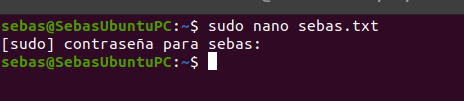 sebas@SebasUbuntuPC:~$ sudo nano sebas.txt
[sudo] contraseña para sebas:
sebas@SebasUbuntuPC:~$